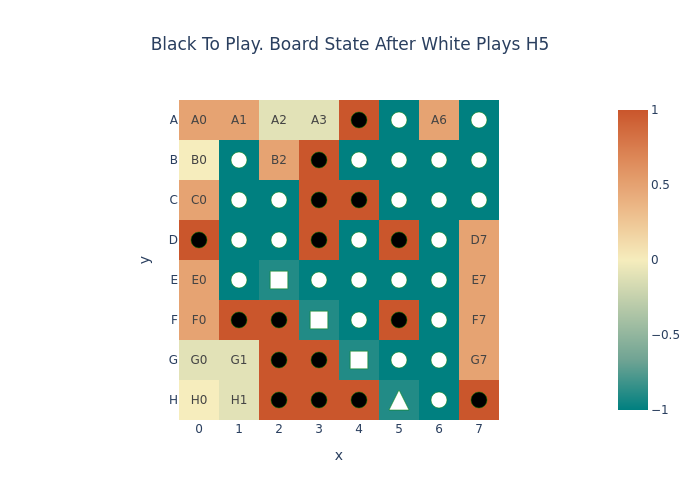 Black To Play. Board State After White Plays H5
A A0 A1 A2 A3 A6
B B0 B2
C C0
D D7
E E0 E7
F F0 F7
G G0 G1 G7
H H0 H1
0 1 2 3 4 5 6 7
x
y
1
0.5
0
−0.5
−1